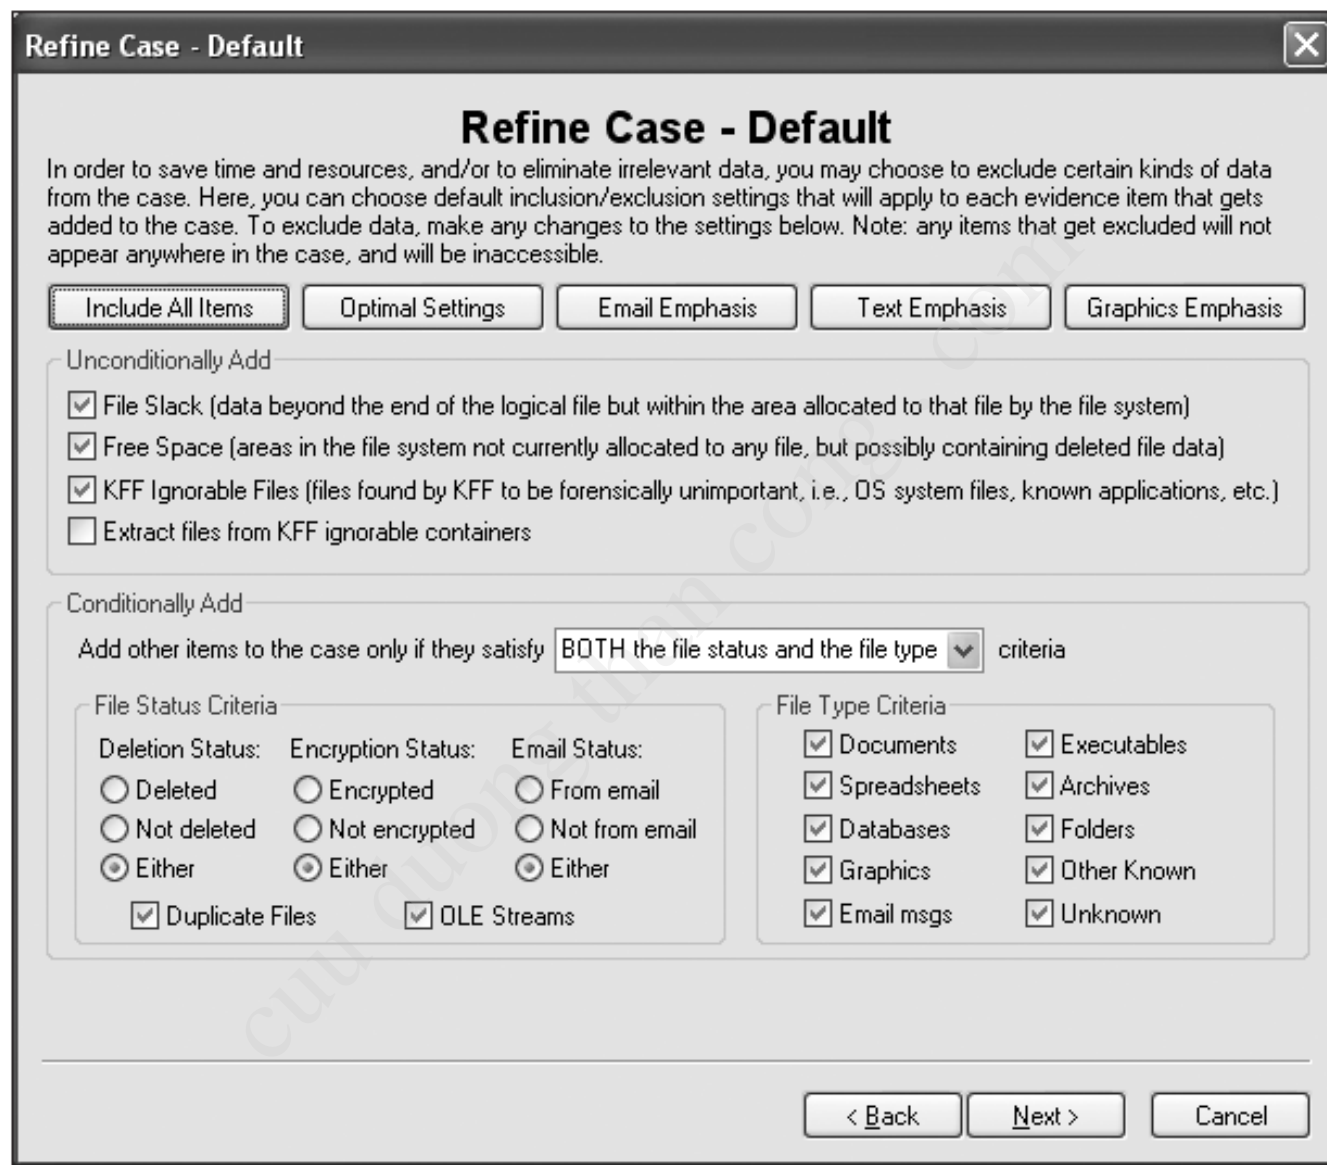 Refine Case - Default
Refine Case - Default
In order to save time and resources, and/or to eliminate irrelevant data, you may choose to exclude certain kinds of data
from the case. Here, you can choose default inclusion/exclusion settings that will apply to each evidence item that gets
added to the case. To exclude data, make any changes to the settings below. Note: any items that get excluded will not
appear anywhere in the case, and will be inaccessible.
Include All Items
Optimal Settings
Email Emphasis
Text Emphasis
Graphics Emphasis
Unconditionally Add
File Slack (data beyond the end of the logical file but within the area allocated to that file by the file system)
Free Space (areas in the file system not currently allocated to any file, but possibly containing deleted file data)
KFF Ignorable Files (files found by KFF to be forensically unimportant, i.e., OS system files, known applications, etc.)
Extract files from KFF ignorable containers
Conditionally Add
Add other items to the case only if they satisfy BOTH the file status and the file type criteria
File Status Criteria
Deletion Status:
Deleted
Not deleted
Either
Encryption Status:
Encrypted
Not encrypted
Either
Email Status:
From email
Not from email
Either
Duplicate Files
OLE Streams
File Type Criteria
Documents
Spreadsheets
Databases
Graphics
Email msgs
Executables
Archives
Folders
Other Known
Unknown
< Back
Next >
Cancel
cuu duong than cong . com